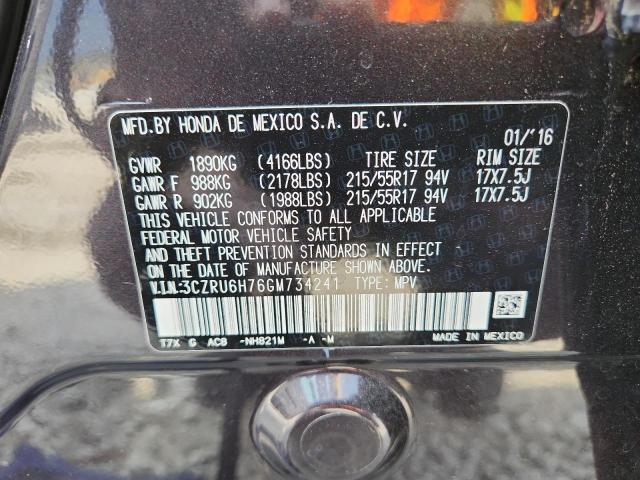 MFD.BY HONDA DE MEXICO S.A. DE C.V.
01/'16
GVWR 1890KG (4166LBS) TIRE SIZE RIM SIZE
GAWR F 988KG (2178LBS) 215/55R17 94V 17X7.5J
GAWR R 902KG (1988LBS) 215/55R17 94V 17X7.5J
THIS VEHICLE CONFORMS TO ALL APPLICABLE
FEDERAL MOTOR VEHICLE SAFETY
AND THEFT PREVENTION STANDARDS IN EFFECT
ON THE DATE OF MANUFACTURE SHOWN ABOVE.
V.I.N:3CZRU6H76GM734241 TYPE: MPV
T7X G AC8 -NH821M -A -M MADE IN MEXICO